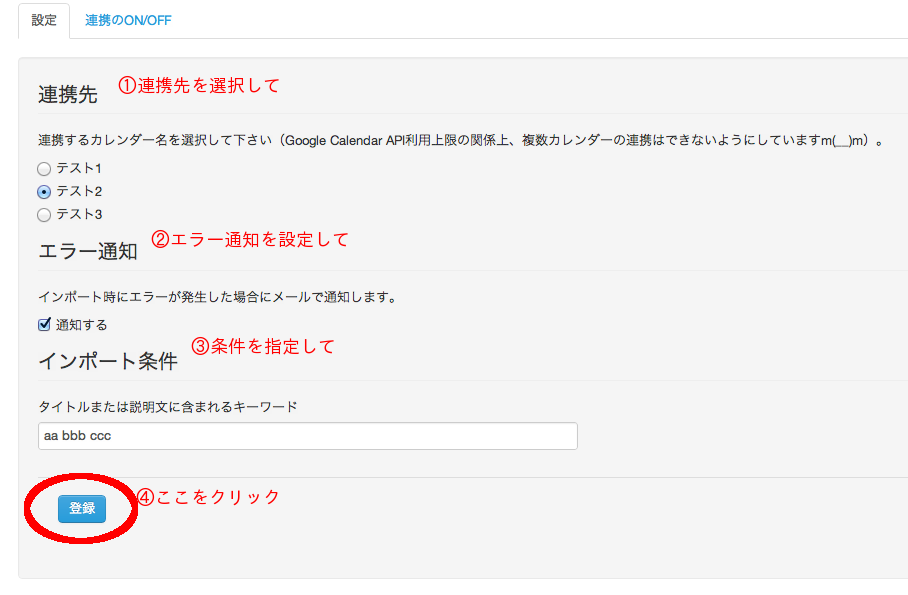 設定 連携のON/OFF
連携先 ①連携先を選択して
連携するカレンダー名を選択して下さい（Google Calendar API利用上限の関係上、複数カレンダーの連携はできないようにしていますm(__)m）。
テスト1
テスト2
テスト3
エラー通知 ②エラー通知を設定して
インポート時にエラーが発生した場合にメールで通知します。
通知する
インポート条件 ③条件を指定して
タイトルまたは説明文に含まれるキーワード
aa bbb ccc
登録 ④ここをクリック